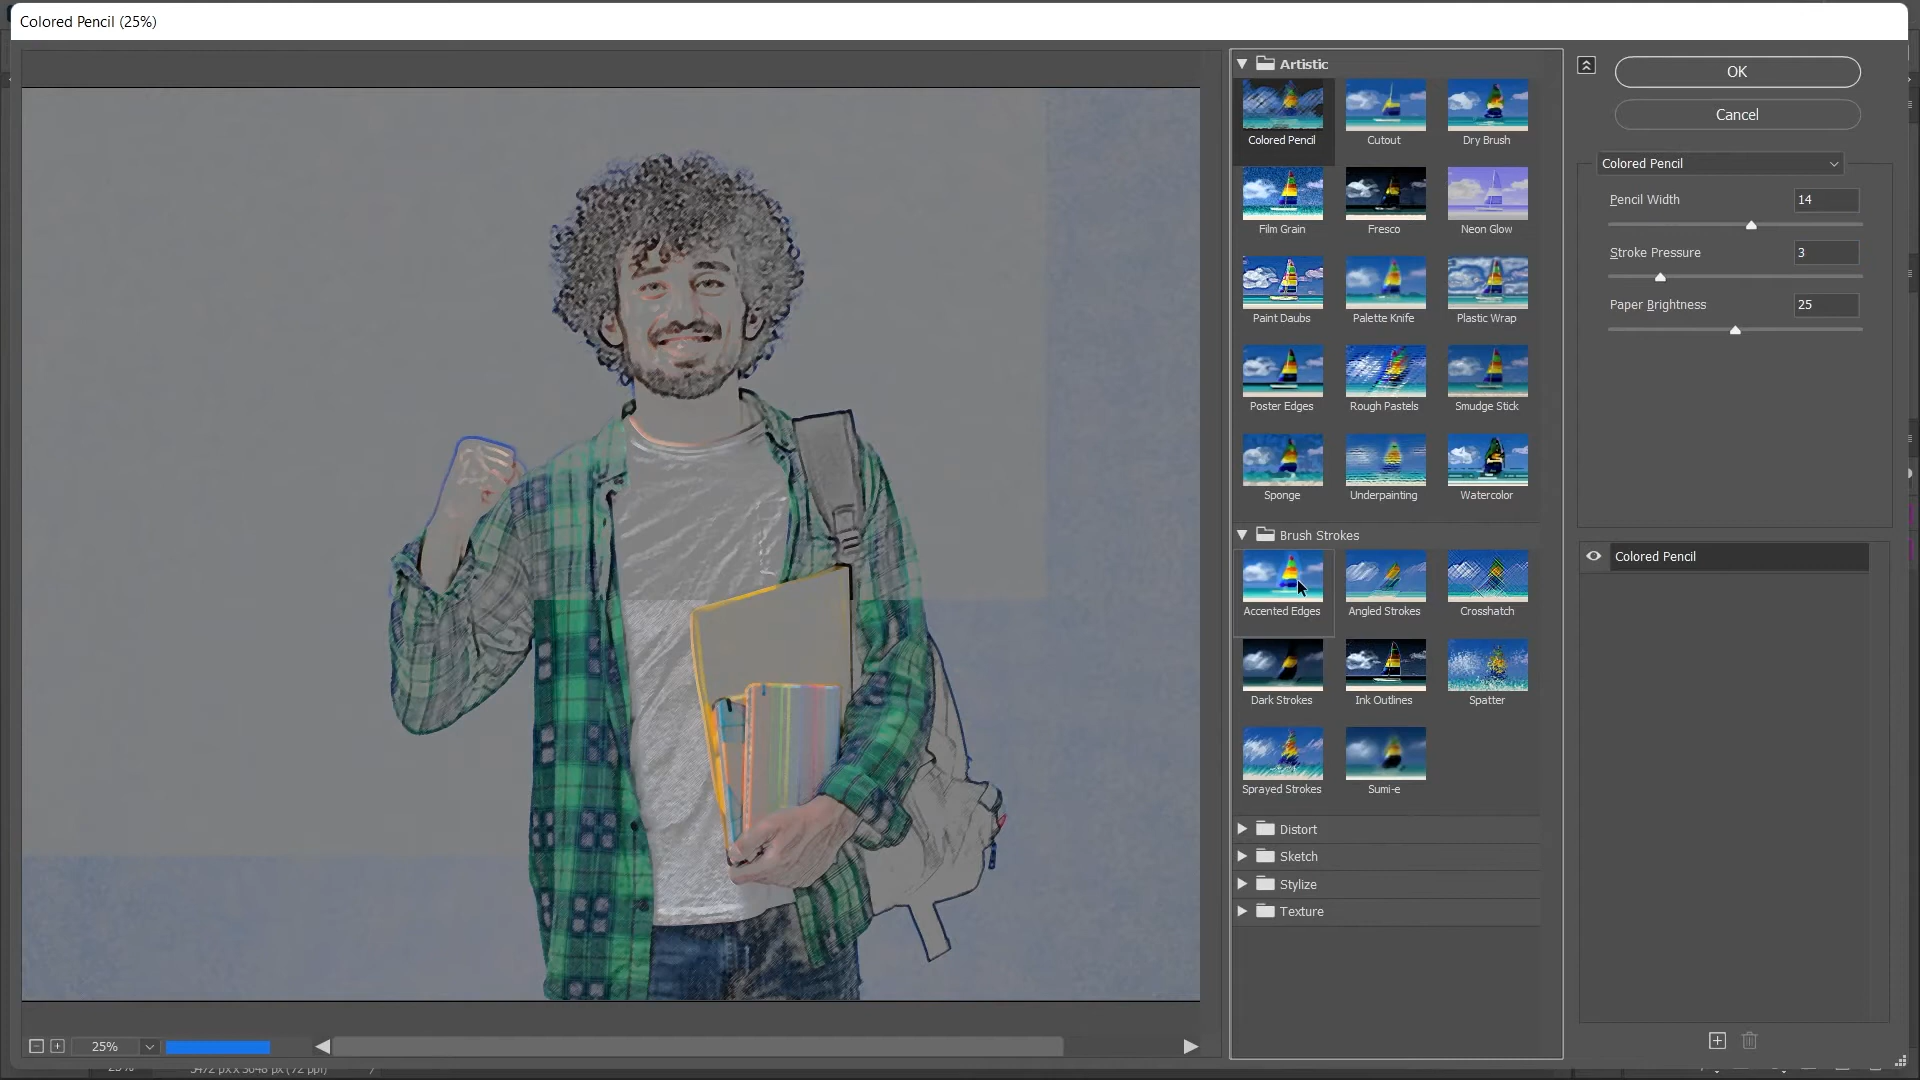 Colored Pencil (25%)
Artistic
Colored Pencil
Cutout
Dry Brush
Film Grain
Fresco
Neon Glow
Paint Daubs
Palette Knife
Plastic Wrap
Poster Edges
Rough Pastels
Smudge Stick
Sponge
Underpainting
Watercolor
Brush Strokes
Accented Edges
Angled Strokes
Crosshatch
Dark Strokes
Ink Outlines
Spatter
Sprayed Strokes
Sumi-e
Distort
Sketch
Stylize
Texture
OK
Cancel
Colored Pencil
Pencil Width 14
Stroke Pressure 3
Paper Brightness 25
Colored Pencil
25%